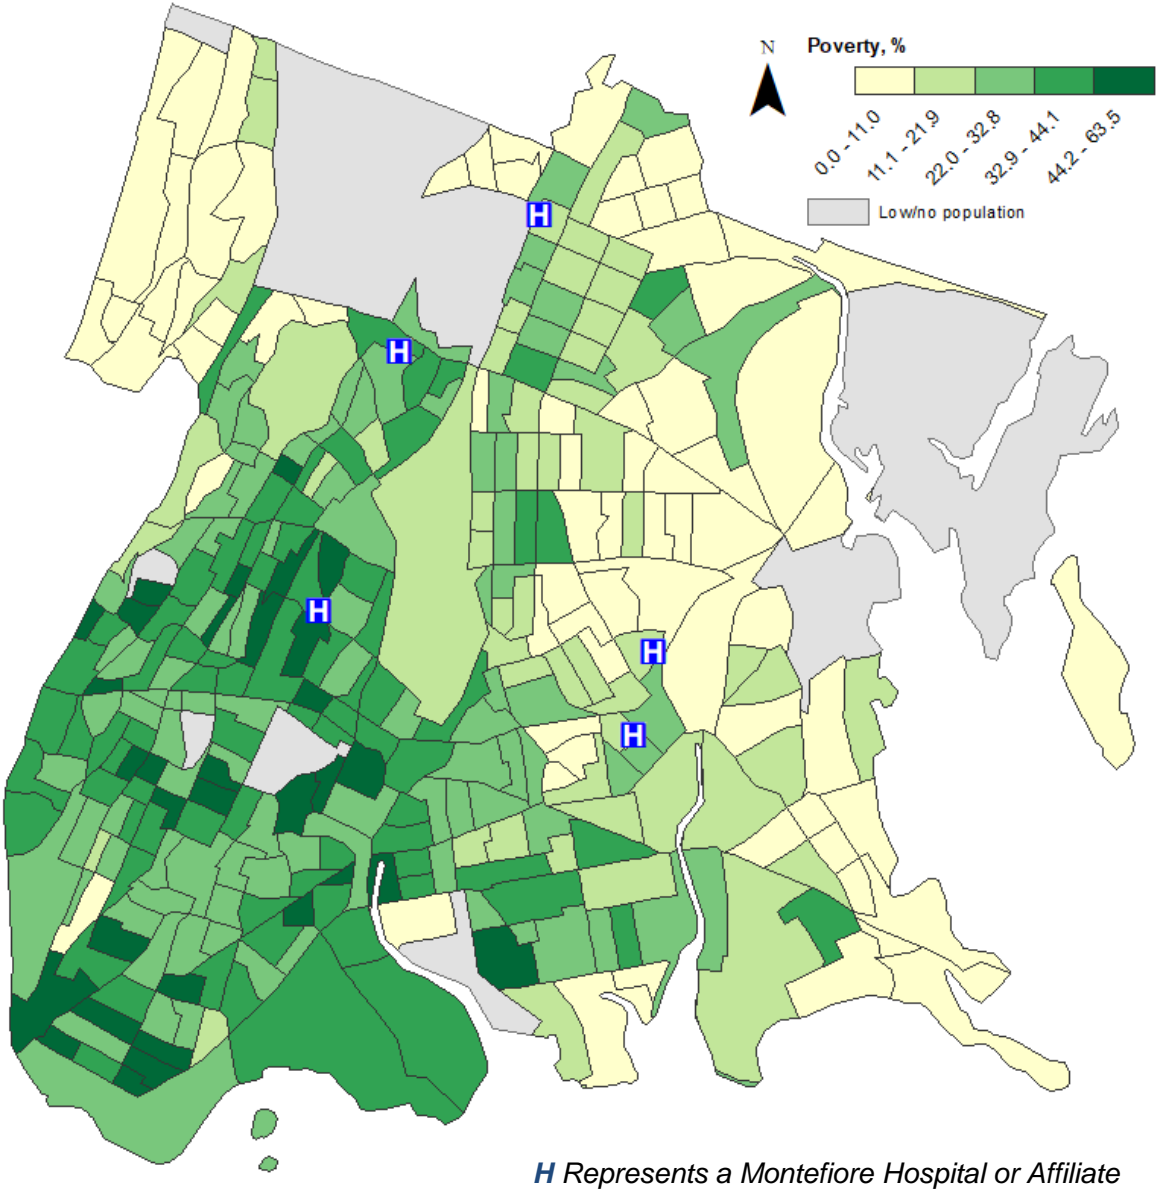 N
Poverty, %
0.0 - 11.0
11.1 - 21.9
22.0 - 32.8
32.9 - 44.1
44.2 - 63.5
Low/no population
H
H
H
H
H
H Represents a Montefiore Hospital or Affiliate